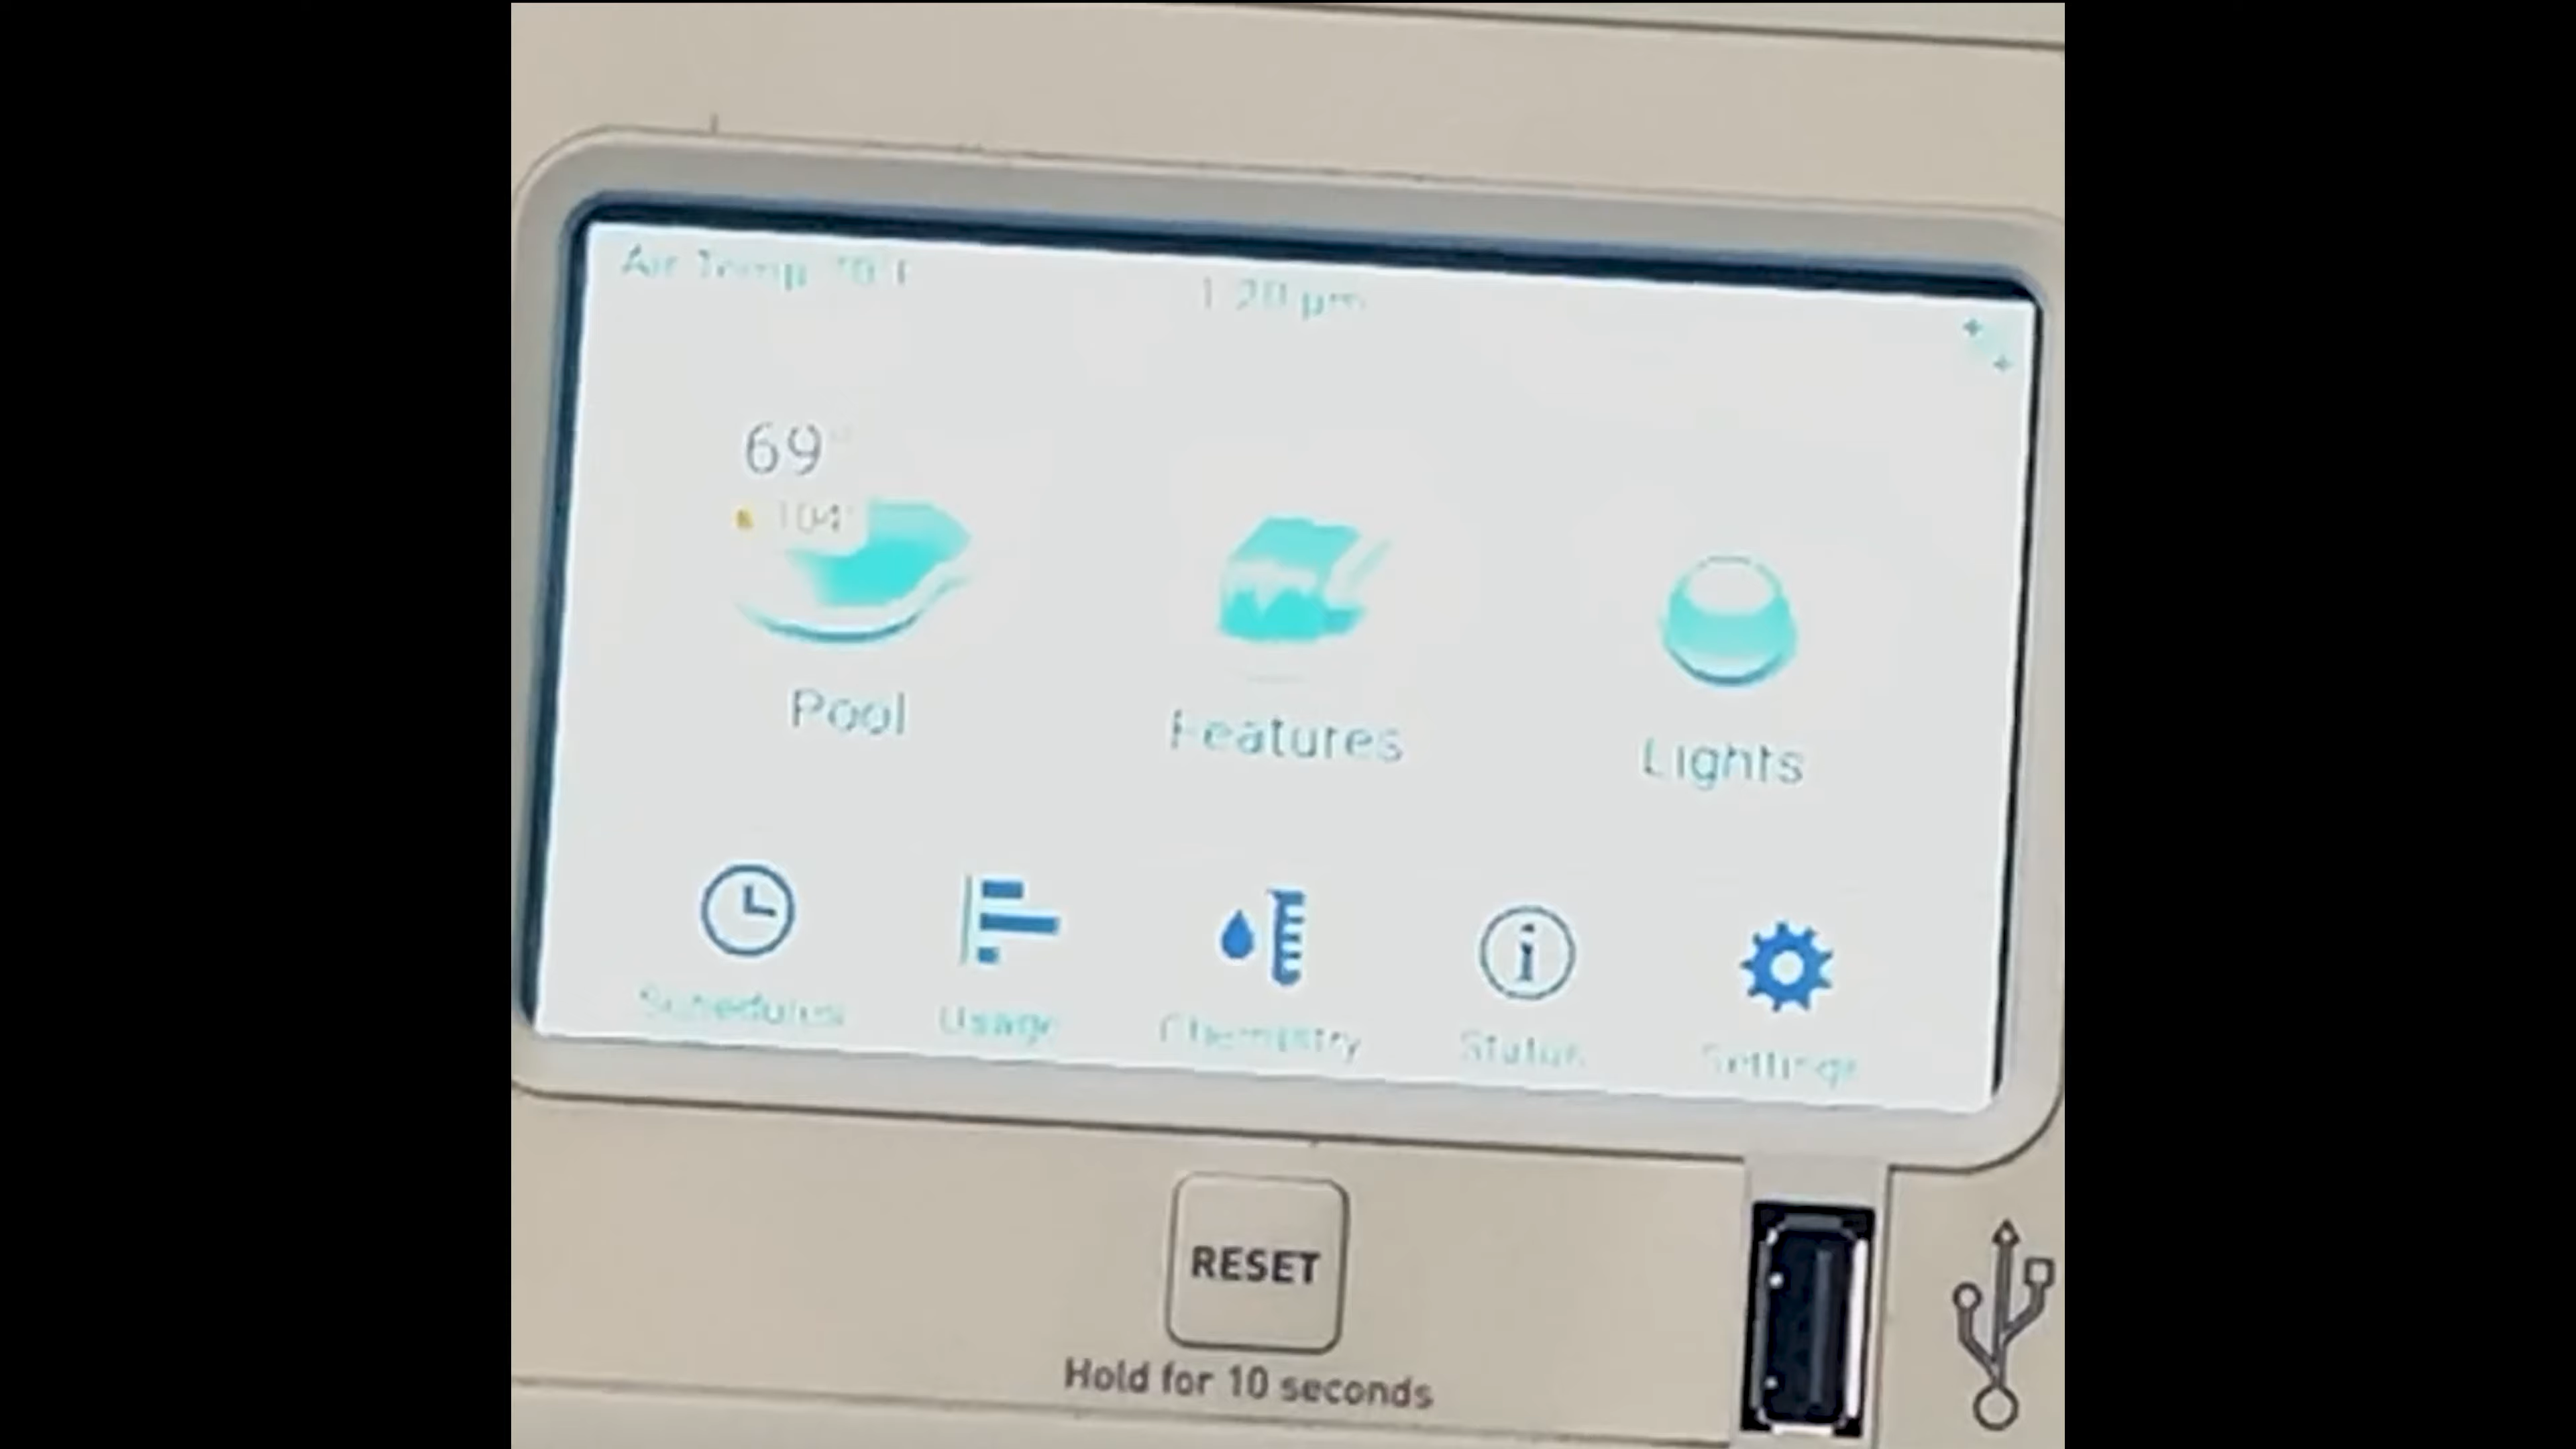 Air Temp
1:20 pm
69°
104°
Pool
Features
Lights
Schedules
Usage
Chemistry
Status
Settings
RESET
Hold for 10 seconds